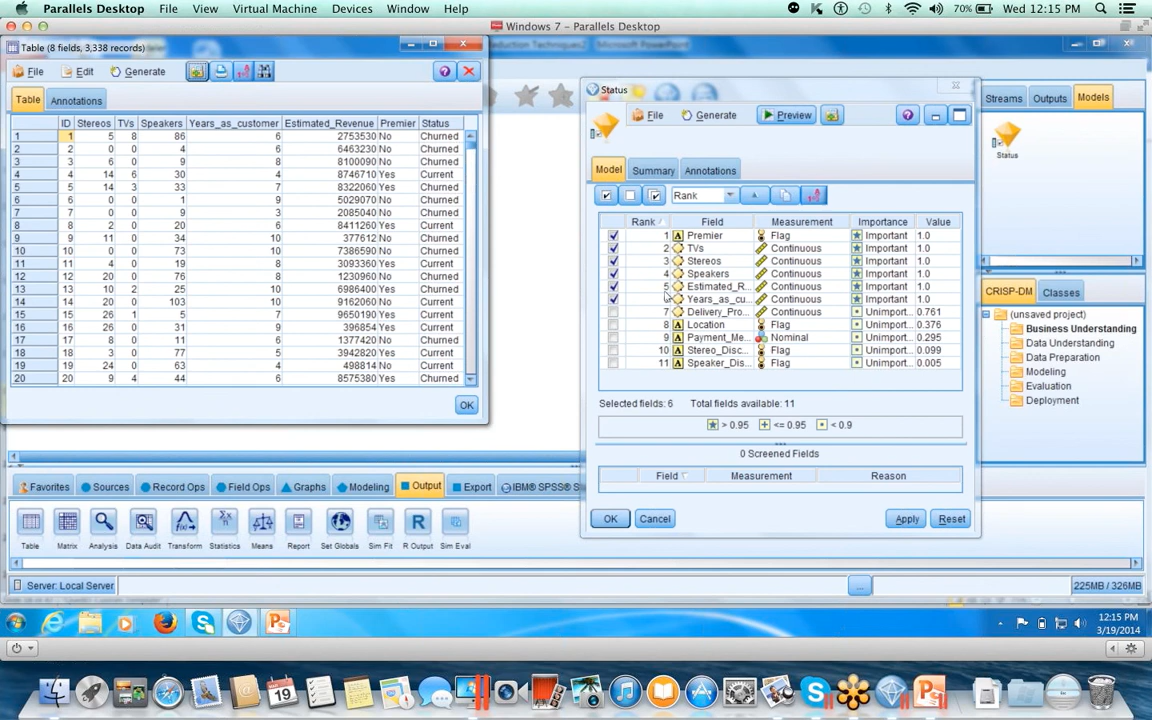 Parallels Desktop File View Virtual Machine Devices Window Help 70% Wed 12:15 PM
Windows 7 – Parallels Desktop
Table (8 fields, 3,338 records)
File Edit Generate
Table Annotations
ID Stereos TVs Speakers Years_as_customer Estimated_Revenue Premier Status
1 1 5 8 86 6 2753530 No Churned
2 2 0 0 4 6 6463230 No Churned
3 3 6 0 9 8 8100090 No Churned
4 4 14 6 30 4 8746710 Yes Current
5 5 14 3 33 7 8322060 Yes Churned
6 6 0 0 1 9 5029070 No Churned
7 7 0 0 9 3 2085040 No Churned
8 8 2 0 20 6 8411260 Yes Current
9 9 11 0 34 10 377612 No Churned
10 10 0 0 73 10 7386590 No Churned
11 11 4 0 19 8 3093360 Yes Current
12 12 20 0 76 8 1230960 No Churned
13 13 10 2 25 10 6986400 Yes Churned
14 14 20 0 103 10 9162060 No Current
15 15 26 1 5 7 9650190 Yes Current
16 16 26 0 31 9 396854 Yes Current
17 17 8 0 11 9 1377420 No Churned
18 18 3 0 77 5 3942820 Yes Current
19 19 24 0 63 4 498814 No Current
20 20 9 4 44 6 8575380 Yes Churned
OK
Microsoft PowerPoint
Status
File Generate Preview
Model Summary Annotations
Rank
Rank Field Measurement Importance Value
1 Premier Flag Important 1.0
2 TVs Continuous Important 1.0
3 Stereos Continuous Important 1.0
4 Speakers Continuous Important 1.0
5 Estimated_R... Continuous Important 1.0
Years_as_cu... Continuous Important 1.0
7 Delivery_Pro... Continuous Unimport... 0.761
8 Location Flag Unimport... 0.376
9 Payment_Me... Nominal Unimport... 0.295
10 Stereo_Disc... Flag Unimport... 0.099
11 Speaker_Dis... Flag Unimport... 0.005
Selected fields: 6 Total fields available: 11
> 0.95 <= 0.95 < 0.9
0 Screened Fields
Field Measurement Reason
OK Cancel Apply Reset
Streams Outputs Models
Status
CRISP-DM Classes
(unsaved project)
Business Understanding
Data Understanding
Data Preparation
Modeling
Evaluation
Deployment
Favorites Sources Record Ops Field Ops Graphs Modeling Output Export IBM® SPSS®
Table Matrix Analysis Data Audit Transform Statistics Means Report Set Globals Sim Fit R Output Sim Eval
Server: Local Server ... 225MB / 326MB
12:15 PM
3/19/2014